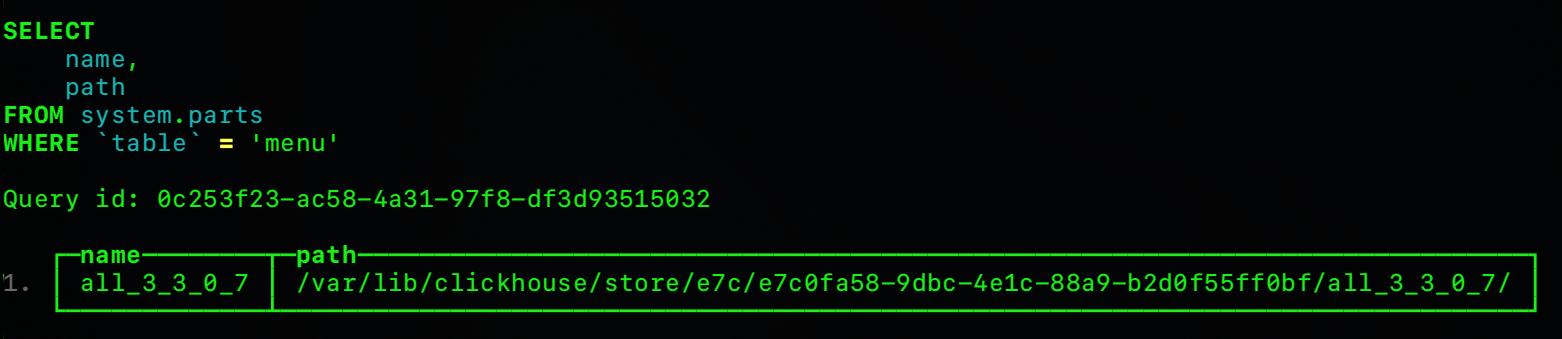 SELECT
    name,
    path
FROM system.parts
WHERE `table` = 'menu'
Query id: 0c253f23-ac58-4a31-97f8-df3d93515032
name path
1. all_3_3_0_7 /var/lib/clickhouse/store/e7c/e7c0fa58-9dbc-4e1c-88a9-b2d0f55ff0bf/all_3_3_0_7/